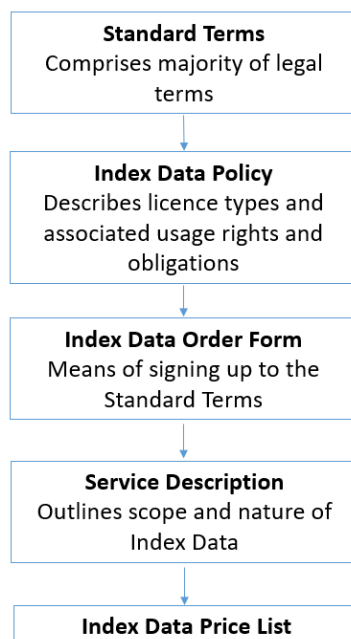 Standard Terms
Comprises majority of legal
terms
Index Data Policy
Describes licence types and
associated usage rights and
obligations
Index Data Order Form
Means of signing up to the
Standard Terms
Service Description
Outlines scope and nature of
Index Data
Index Data Price List